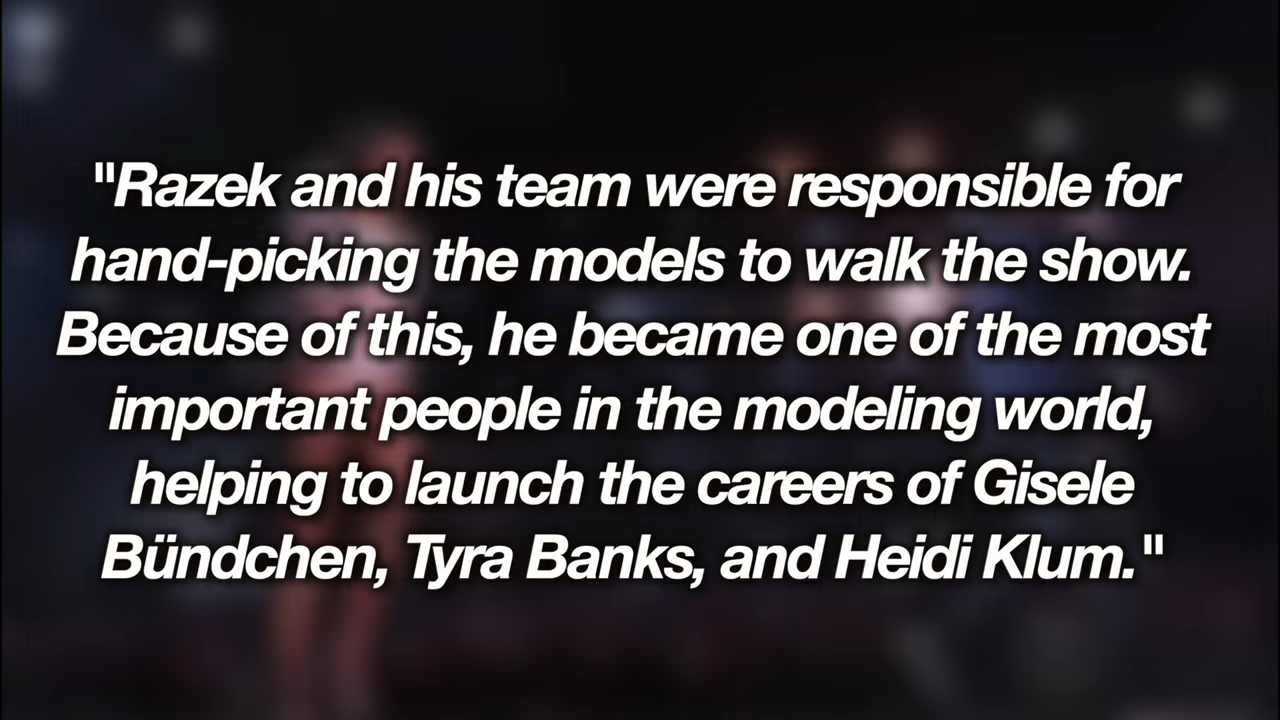 "Razek and his team were responsible for
hand-picking the models to walk the show.
Because of this, he became one of the most
important people in the modeling world,
helping to launch the careers of Gisele
Bündchen, Tyra Banks, and Heidi Klum."